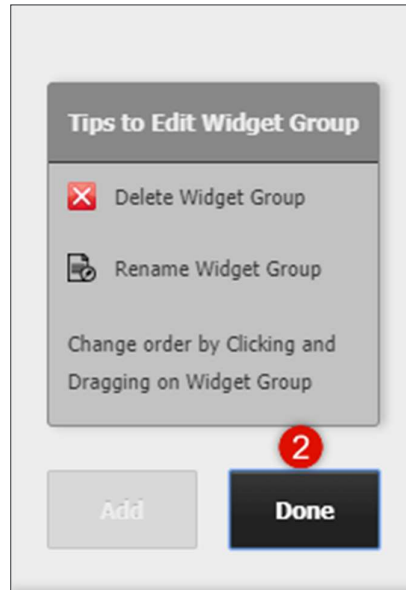 Tips to Edit Widget Group
Delete Widget Group
Rename Widget Group
Change order by Clicking and
Dragging on Widget Group
2
Add
Done